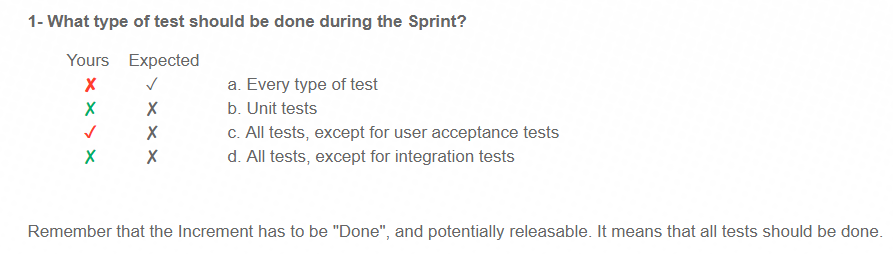 1- What type of test should be done during the Sprint?
Yours Expected
✗ ✓ a. Every type of test
✗ ✗ b. Unit tests
✓ ✗ c. All tests, except for user acceptance tests
✗ ✗ d. All tests, except for integration tests
Remember that the Increment has to be "Done", and potentially releasable. It means that all tests should be done.